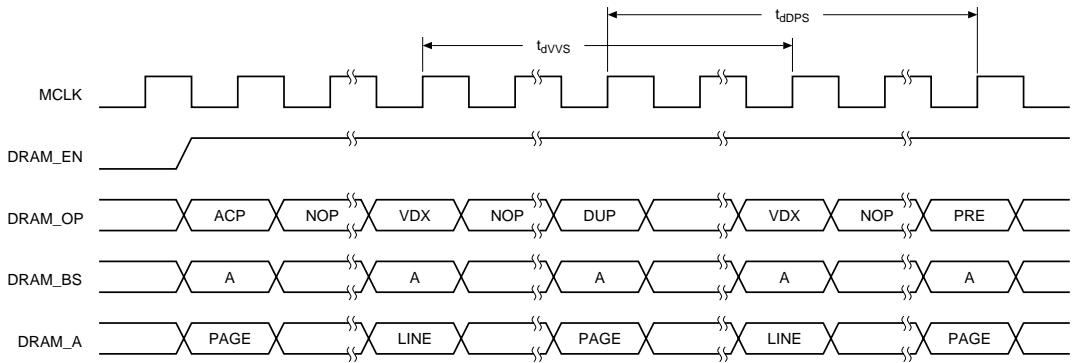 tdDPS
tdVVS
MCLK
DRAM_EN
DRAM_OP ACP NOP VDX NOP DUP VDX NOP PRE
DRAM_BS A A A A A
DRAM_A PAGE LINE PAGE LINE PAGE